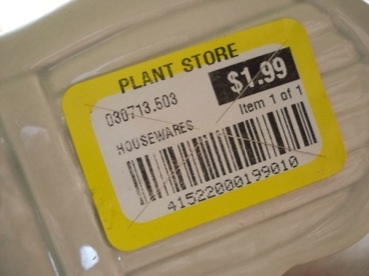 PLANT STORE
030713.503
$1.99
Item 1 of 1
HOUSEWARES
41522000199010